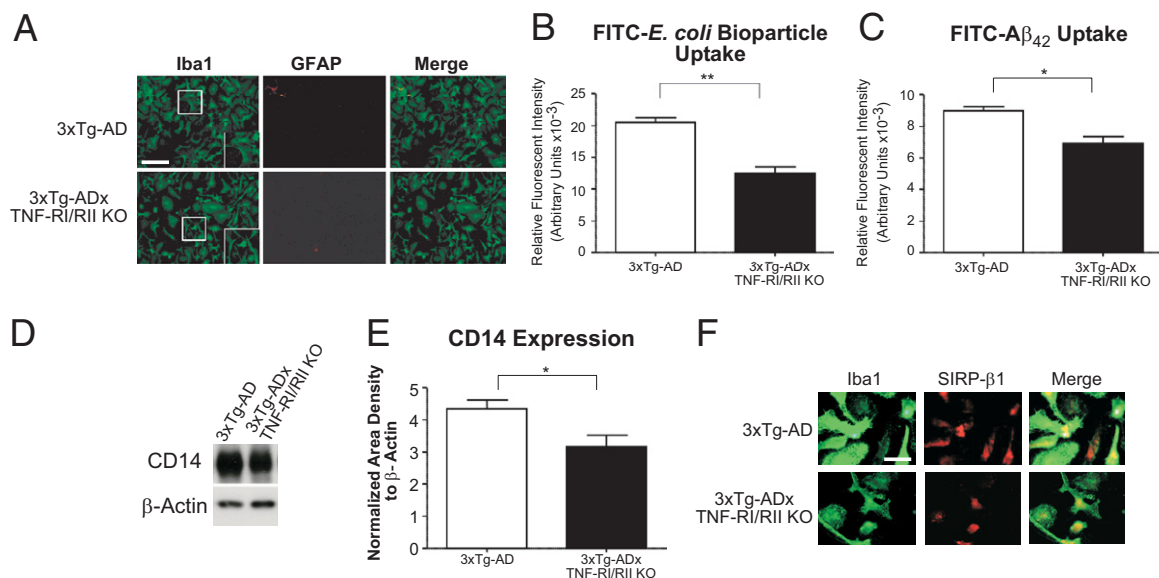 A
Iba1 GFAP Merge
3xTg-AD
3xTg-ADx
TNF-RI/RII KO
B
FITC-E. coli Bioparticle
Uptake
**
Relative Fluorescent Intensity
(Arbitrary Units x10⁻³)
25
20
15
10
5
0
3xTg-AD
3xTg-ADx
TNF-RI/RII KO
C
FITC-Aβ₄₂ Uptake
*
Relative Fluorescent Intensity
(Arbitrary Units x10⁻³)
10
8
6
4
2
0
3xTg-AD
3xTg-ADx
TNF-RI/RII KO
D
3xTg-AD
3xTg-ADx
TNF-RI/RII KO
CD14
β-Actin
E
CD14 Expression
*
Normalized Area Density
to β- Actin
5
4
3
2
1
0
3xTg-AD
3xTg-ADx
TNF-RI/RII KO
F
Iba1 SIRP-β1 Merge
3xTg-AD
3xTg-ADx
TNF-RI/RII KO